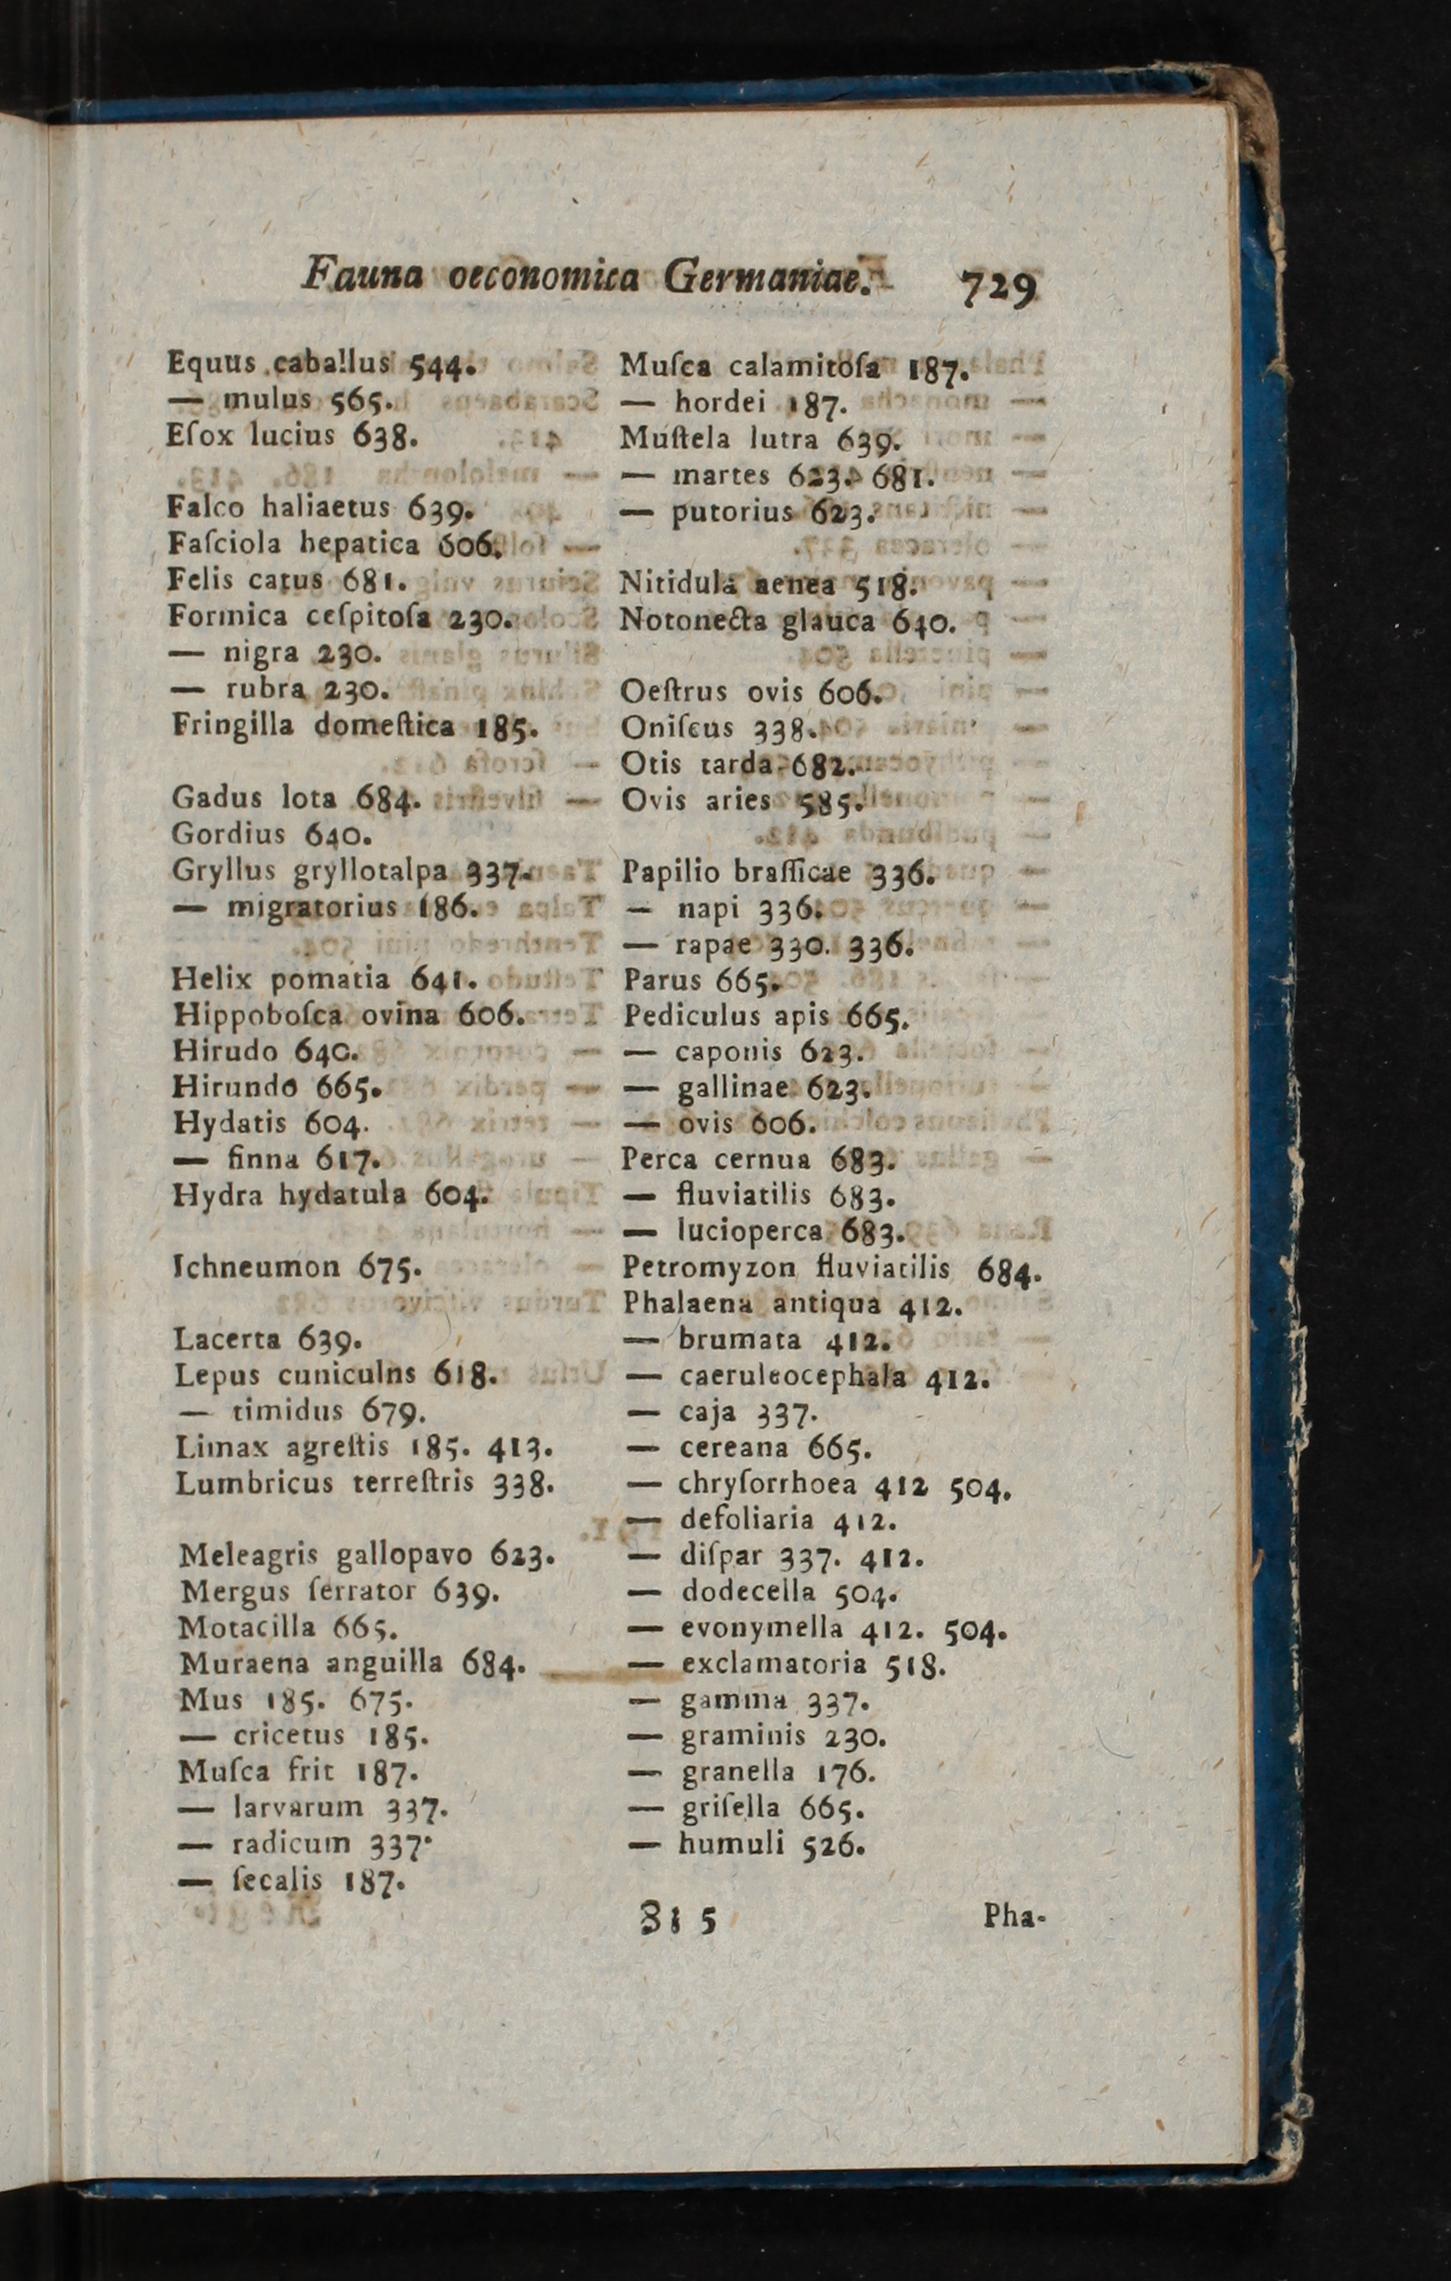 Fauna oeconomica Germaniae. 729
Equus caballus 544.
— mulus 565.
Eſox lucius 638.
Falco haliaetus 639.
Faſciola hepatica 606.
Felis catus 681.
Formica ceſpitoſa 230.
— nigra 230.
— rubra 230.
Fringilla domeſtica 185.
Gadus lota 684.
Gordius 640.
Gryllus gryllotalpa 337.
— migratorius 186.
Helix pomatia 641.
Hippoboſca ovina 606.
Hirudo 640.
Hirundo 665.
Hydatis 604.
— finna 617.
Hydra hydatula 604.
Ichneumon 675.
Lacerta 639.
Lepus cuniculns 618.
— timidus 679.
Limax agreſtis 185. 413.
Lumbricus terreſtris 338.
Meleagris gallopavo 623.
Mergus ſerrator 639.
Motacilla 665.
Muraena anguilla 684.
Mus 185. 675.
— cricetus 185.
Muſca frit 187.
— larvarum 337.
— radicum 337.
— ſecalis 187.
Muſca calamitoſa 187.
— hordei 187.
Muſtela lutra 639.
— martes 623. 681.
— putorius 623.
Nitidula aenea 518.
Notonecta glauca 640.
Oeſtrus ovis 606.
Oniſcus 338.
Otis tarda 682.
Ovis aries 585.
Papilio braſſicae 336.
— napi 336.
— rapae 330. 336.
Parus 665.
Pediculus apis 665.
— caponis 623.
— gallinae 623.
— ovis 606.
Perca cernua 683.
— fluviatilis 683.
— lucioperca 683.
Petromyzon fluviatilis 684.
Phalaena antiqua 412.
— brumata 412.
— caeruleocephala 412.
— caja 337.
— cereana 665.
— chryſorrhoea 412 504.
— defoliaria 412.
— diſpar 337. 412.
— dodecella 504.
— evonymella 412. 504.
— exclamatoria 518.
— gamma 337.
— graminis 230.
— granella 176.
— griſella 665.
— humuli 526.
3 1 5 Pha-